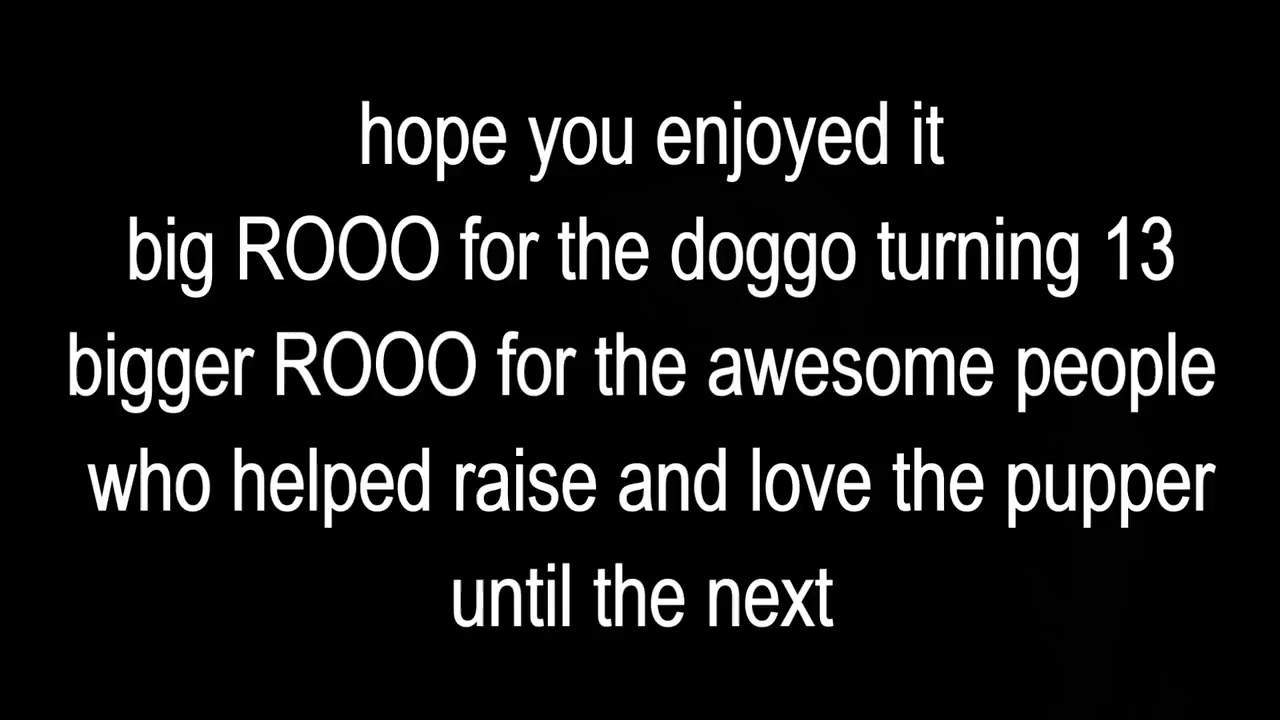 hope you enjoyed it
big ROOO for the doggo turning 13
bigger ROOO for the awesome people
who helped raise and love the pupper
until the next